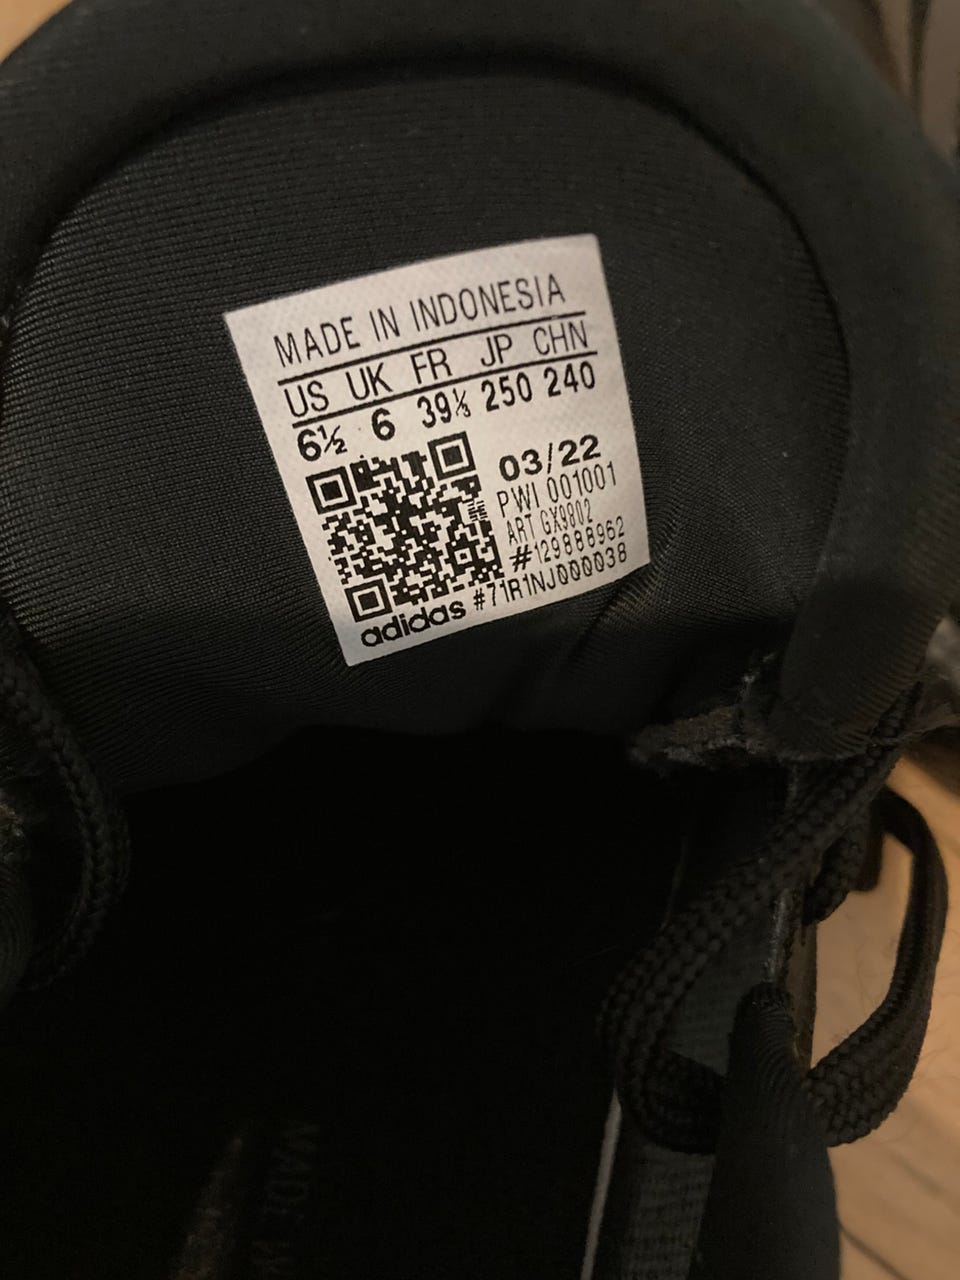 MADE IN INDONESIA
US UK FR JP CHN
6½ 6 39⅓ 250 240
03/22
PWI 001001
ART GX9802
#129888962
#71R1NJ000038
adidas